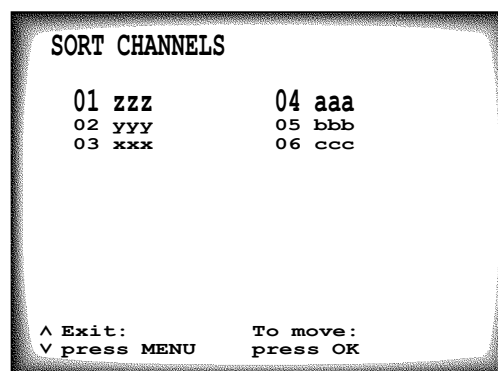 SORT CHANNELS
01 zzz 04 aaa
02 yyy 05 bbb
03 xxx 06 ccc
^ Exit: To move:
v press MENU press OK